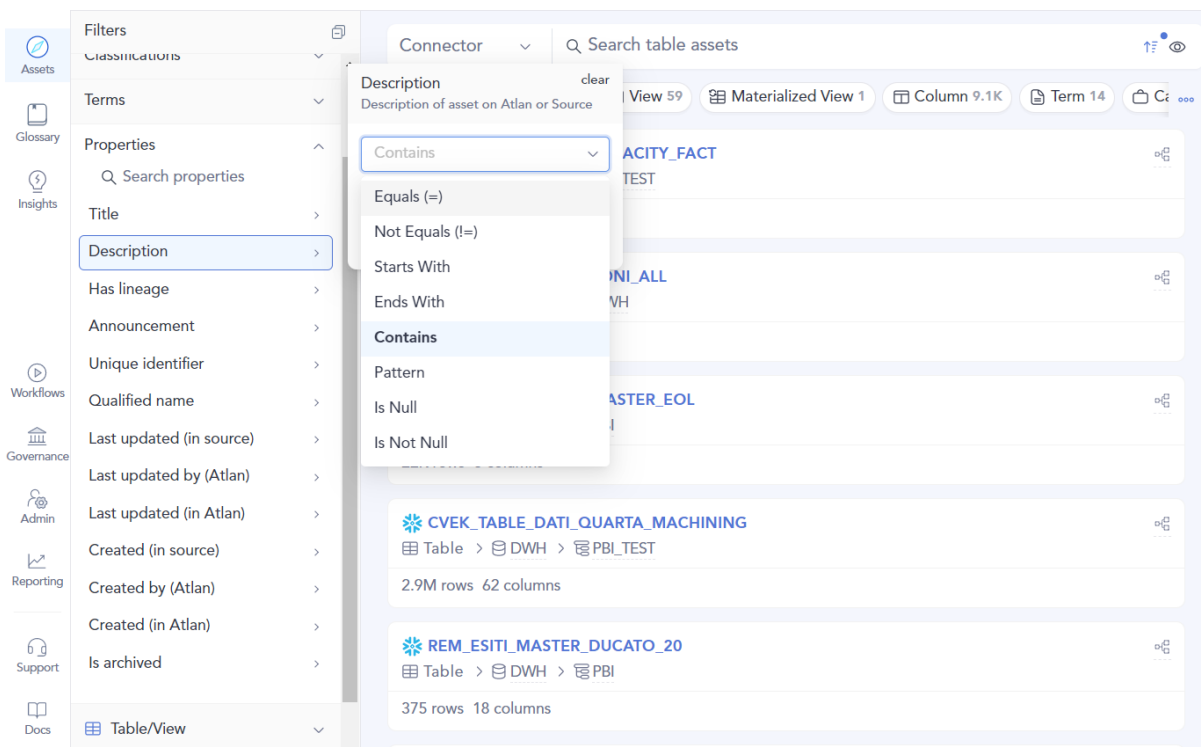 Assets
Glossary
Insights
Workflows
Governance
Admin
Reporting
Support
Docs
Filters
Classifications
Terms
Properties
Search properties
Title
Description
Has lineage
Announcement
Unique identifier
Qualified name
Last updated (in source)
Last updated by (Atlan)
Last updated (in Atlan)
Created (in source)
Created by (Atlan)
Created (in Atlan)
Is archived
Table/View
Description clear
Description of asset on Atlan or Source
Contains
Equals (=)
Not Equals (!=)
Starts With
Ends With
Contains
Pattern
Is Null
Is Not Null
Connector Search table assets
View 59 Materialized View 1 Column 9.1K Term 14
ACITY_FACT
TEST
ONI_ALL
WH
ASTER_EOL
CVEK_TABLE_DATI_QUARTA_MACHINING
Table > DWH > PBI_TEST
2.9M rows 62 columns
REM_ESITI_MASTER_DUCATO_20
Table > DWH > PBI
375 rows 18 columns